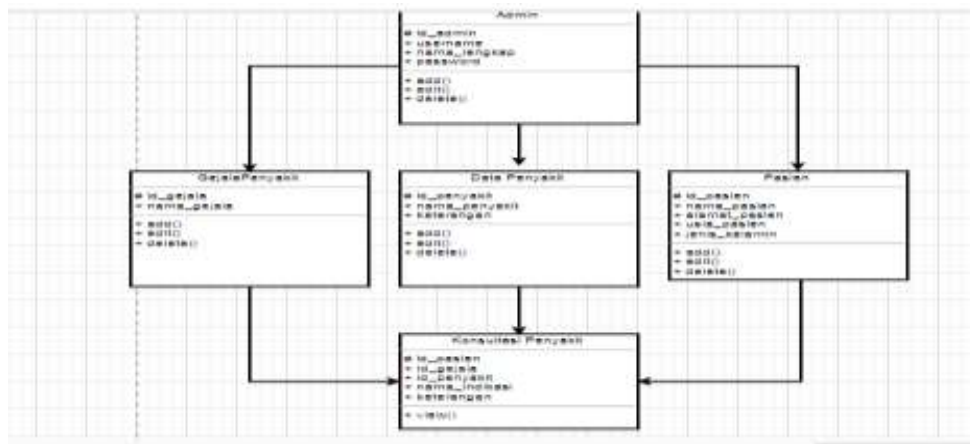 Admin
# id_admin
+ username
+ nama_lengkap
+ password
+ add()
+ edit()
+ delete()
GejalaPenyakit
# id_gejala
+ nama_gejala
+ add()
+ edit()
+ delete()
Data Penyakit
# id_penyakit
+ nama_penyakit
+ keterangan
+ add()
+ edit()
+ delete()
Pasien
# id_pasien
+ nama_pasien
+ alamat_pasien
+ usia_pasien
+ jenis_kelamin
+ add()
+ edit()
+ delete()
Konsultasi Penyakit
# id_pasien
+ id_gejala
+ id_penyakit
+ nama_indikasi
+ keterangan
+ view()